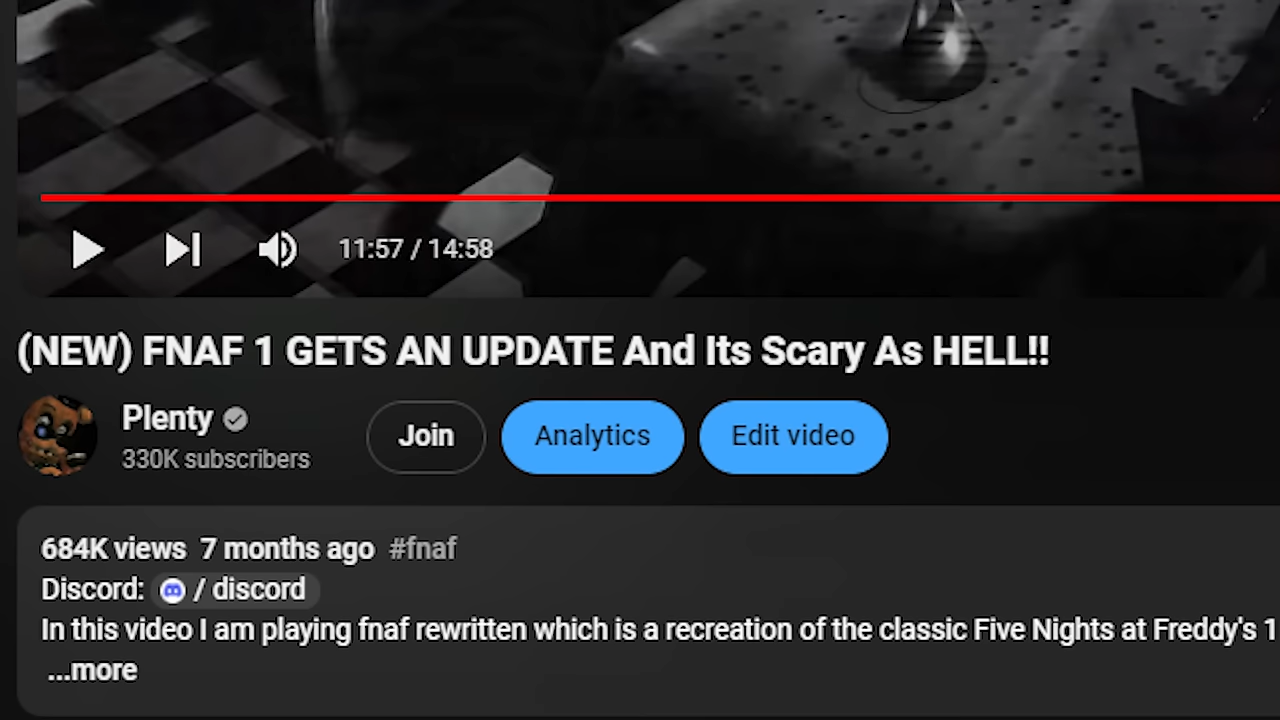 11:57 / 14:58
(NEW) FNAF 1 GETS AN UPDATE And Its Scary As HELL!!
Plenty
330K subscribers
Join
Analytics
Edit video
684K views 7 months ago #fnaf
Discord: / discord
In this video I am playing fnaf rewritten which is a recreation of the classic Five Nights at Freddy's 1
...more